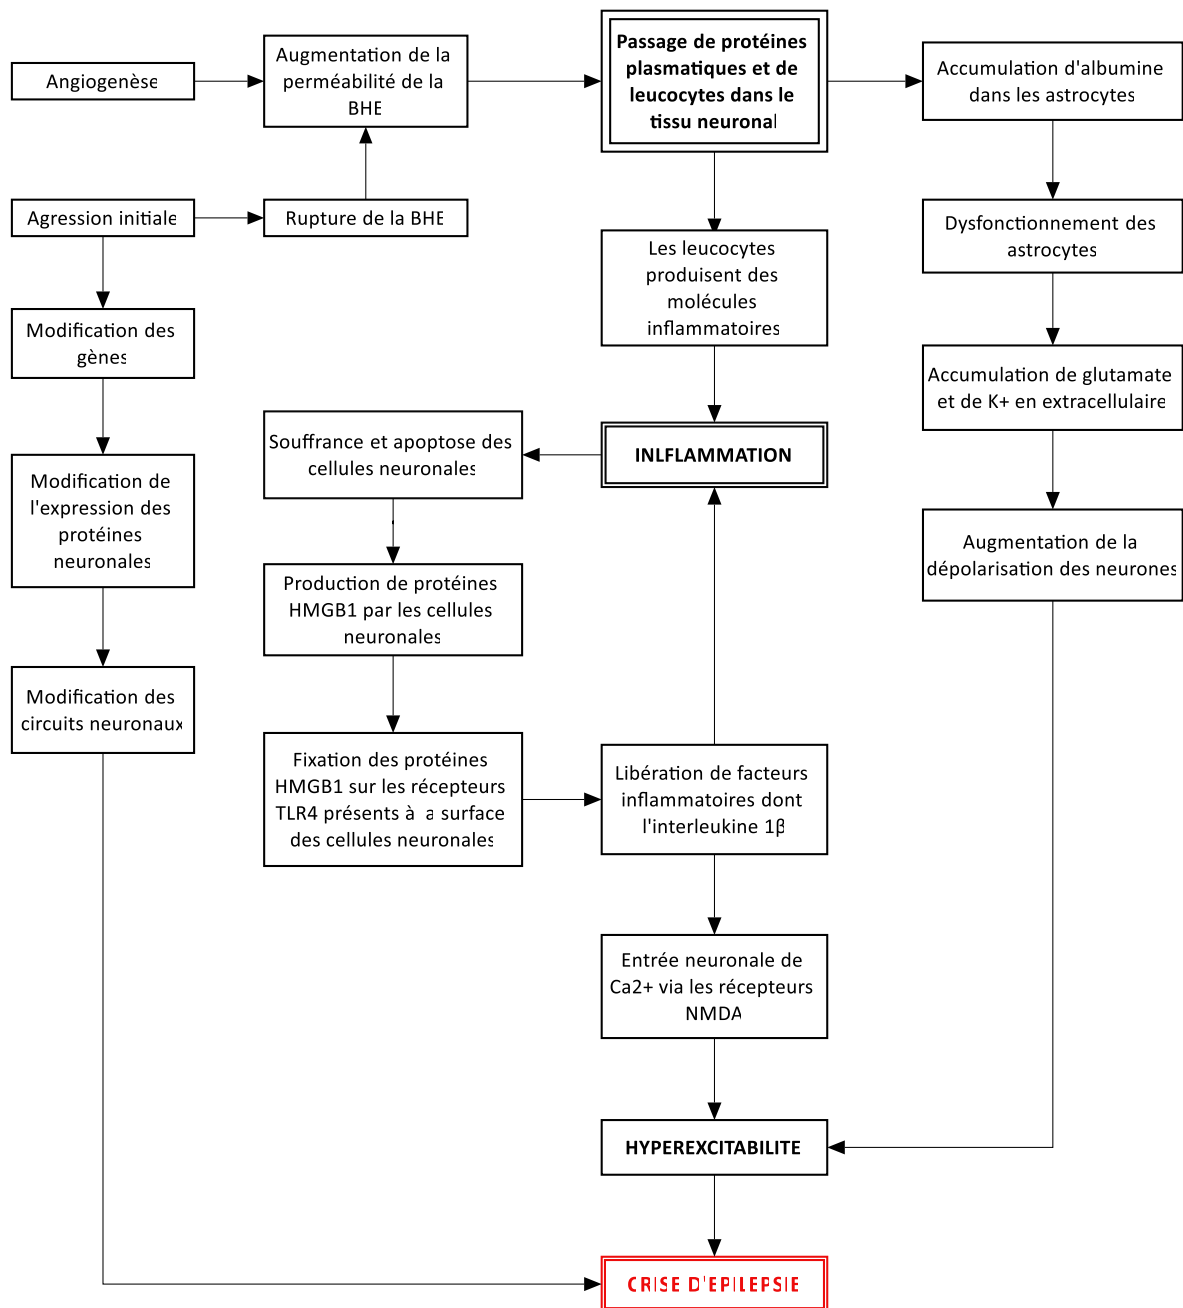 Angiogenèse
Augmentation de la
perméabilité de la
BHE
Passage de protéines
plasmatiques et de
leucocytes dans le
tissu neuronal
Accumulation d'albumine
dans les astrocytes
Agression initiale
Rupture de la BHE
Les leucocytes
produisent des
molécules
inflammatoires
Dysfonctionnement des
astrocytes
Modification des
gènes
Accumulation de glutamate
et de K+ en extracellulaire
Souffrance et apoptose des
cellules neuronales
INLFLAMMATION
Modification de
l'expression des
protéines
neuronales
Augmentation de la
dépolarisation des neurones
Production de protéines
HMGB1 par les cellules
neuronales
Modification des
circuits neuronaux
Fixation des protéines
HMGB1 sur les récepteurs
TLR4 présents à a surface
des cellules neuronales
Libération de facteurs
inflammatoires dont
l'interleukine 1β
Entrée neuronale de
Ca2+ via les récepteurs
NMDA
HYPEREXCITABILITE
CRISE D'EPILEPSIE